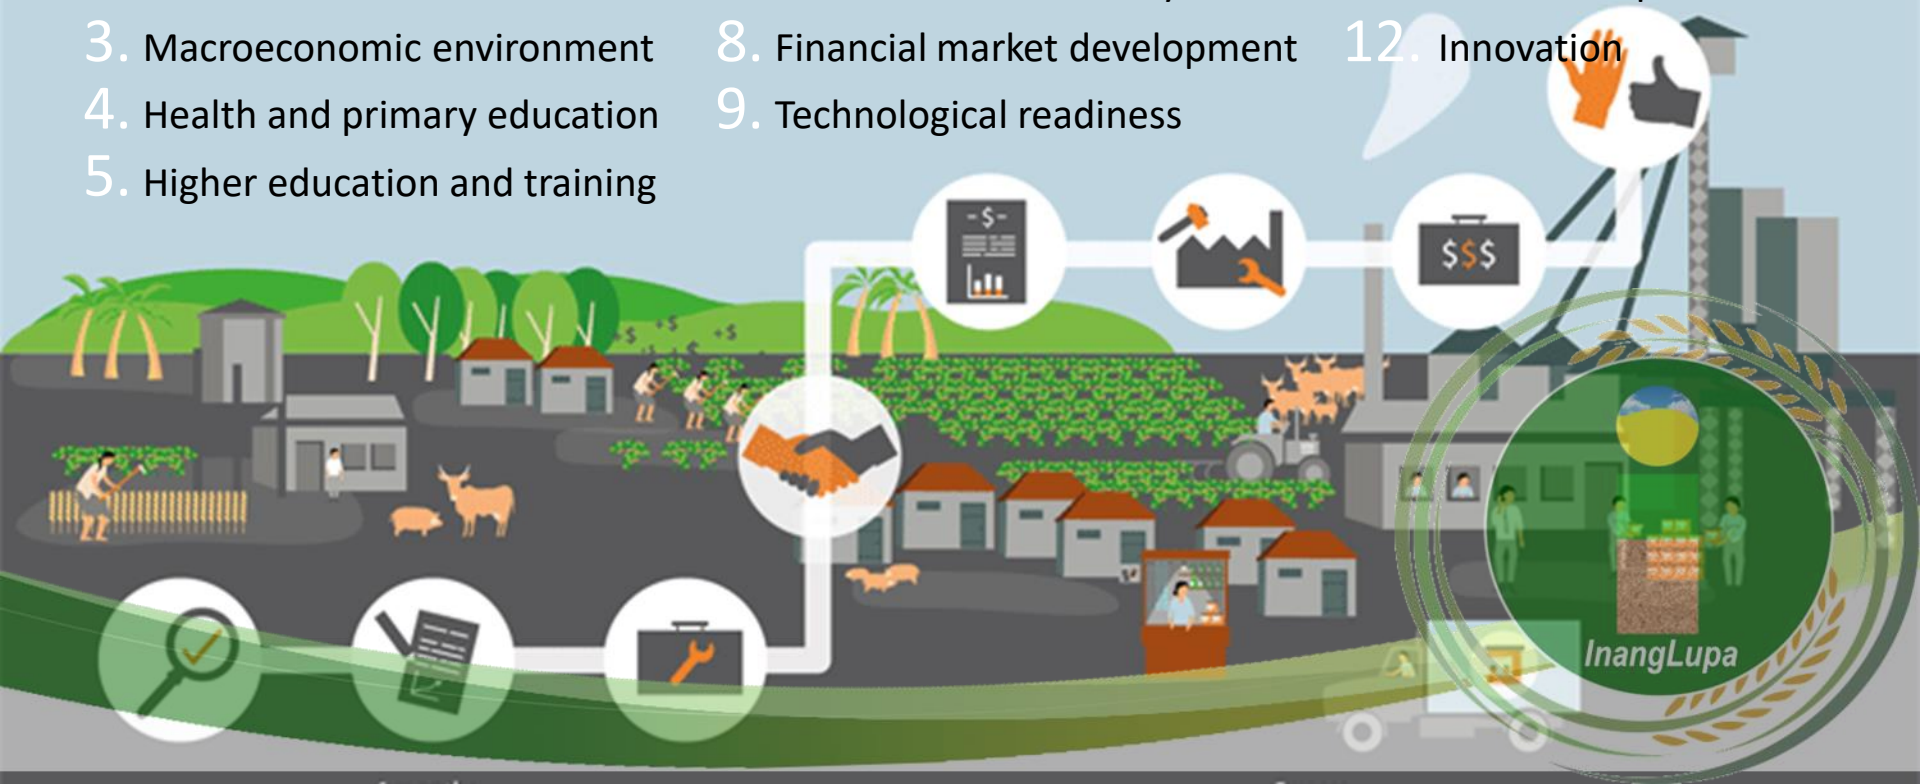 3. Macroeconomic environment
4. Health and primary education
5. Higher education and training
8. Financial market development
9. Technological readiness
12. Innovation
-$-
$$$
+$
+$
+$
InangLupa